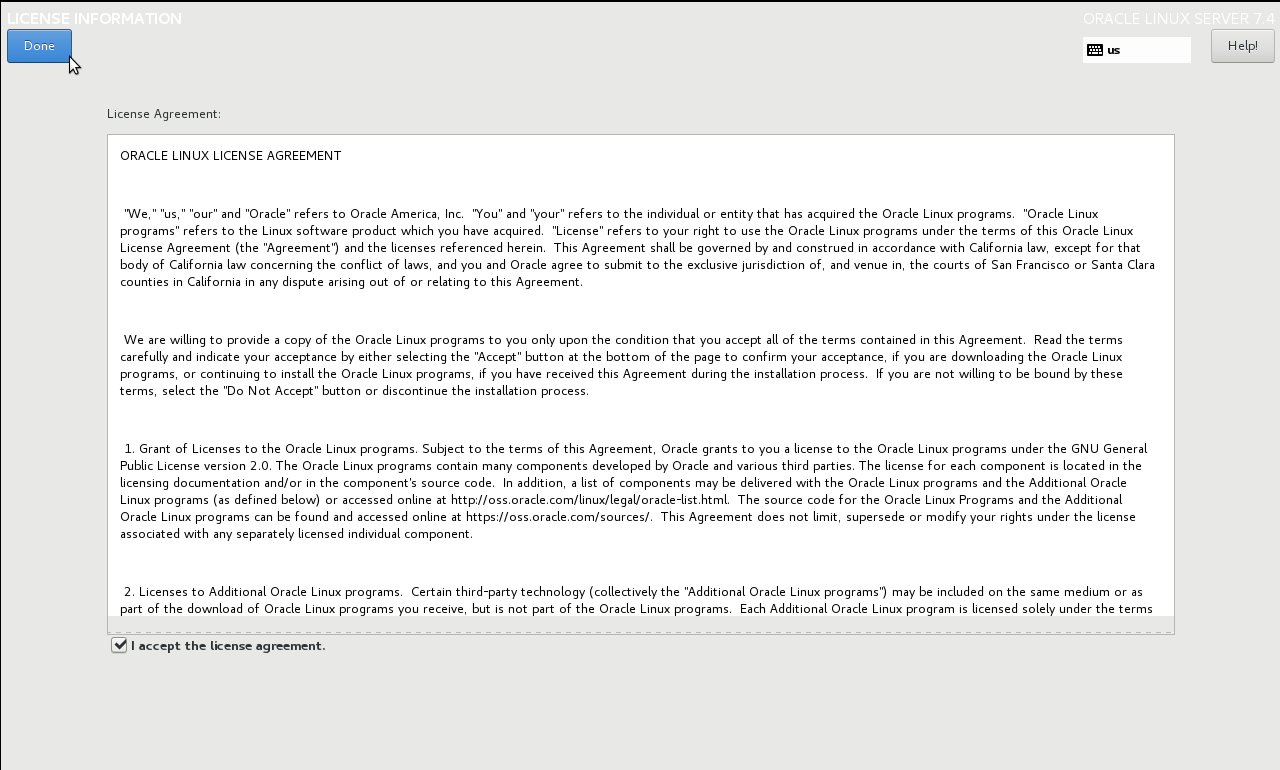 LICENSE INFORMATION
ORACLE LINUX SERVER 7.4
Done
us
Help!
License Agreement:
ORACLE LINUX LICENSE AGREEMENT
"We," "us," "our" and "Oracle" refers to Oracle America, Inc.  "You" and "your" refers to the individual or entity that has acquired the Oracle Linux programs.  "Oracle Linux
programs" refers to the Linux software product which you have acquired.  "License" refers to your right to use the Oracle Linux programs under the terms of this Oracle Linux
License Agreement (the "Agreement") and the licenses referenced herein.  This Agreement shall be governed by and construed in accordance with California law, except for that
body of California law concerning the conflict of laws, and you and Oracle agree to submit to the exclusive jurisdiction of, and venue in, the courts of San Francisco or Santa Clara
counties in California in any dispute arising out of or relating to this Agreement.
We are willing to provide a copy of the Oracle Linux programs to you only upon the condition that you accept all of the terms contained in this Agreement.  Read the terms
carefully and indicate your acceptance by either selecting the "Accept" button at the bottom of the page to confirm your acceptance, if you are downloading the Oracle Linux
programs, or continuing to install the Oracle Linux programs, if you have received this Agreement during the installation process.  If you are not willing to be bound by these
terms, select the "Do Not Accept" button or discontinue the installation process.
1. Grant of Licenses to the Oracle Linux programs. Subject to the terms of this Agreement, Oracle grants to you a license to the Oracle Linux programs under the GNU General
Public License version 2.0. The Oracle Linux programs contain many components developed by Oracle and various third parties. The license for each component is located in the
licensing documentation and/or in the component's source code.  In addition, a list of components may be delivered with the Oracle Linux programs and the Additional Oracle
Linux programs (as defined below) or accessed online at http://oss.oracle.com/linux/legal/oracle-list.html.  The source code for the Oracle Linux Programs and the Additional
Oracle Linux programs can be found and accessed online at https://oss.oracle.com/sources/.  This Agreement does not limit, supersede or modify your rights under the license
associated with any separately licensed individual component.
2. Licenses to Additional Oracle Linux programs.  Certain third-party technology (collectively the "Additional Oracle Linux programs") may be included on the same medium or as
part of the download of Oracle Linux programs you receive, but is not part of the Oracle Linux programs.  Each Additional Oracle Linux program is licensed solely under the terms
I accept the license agreement.